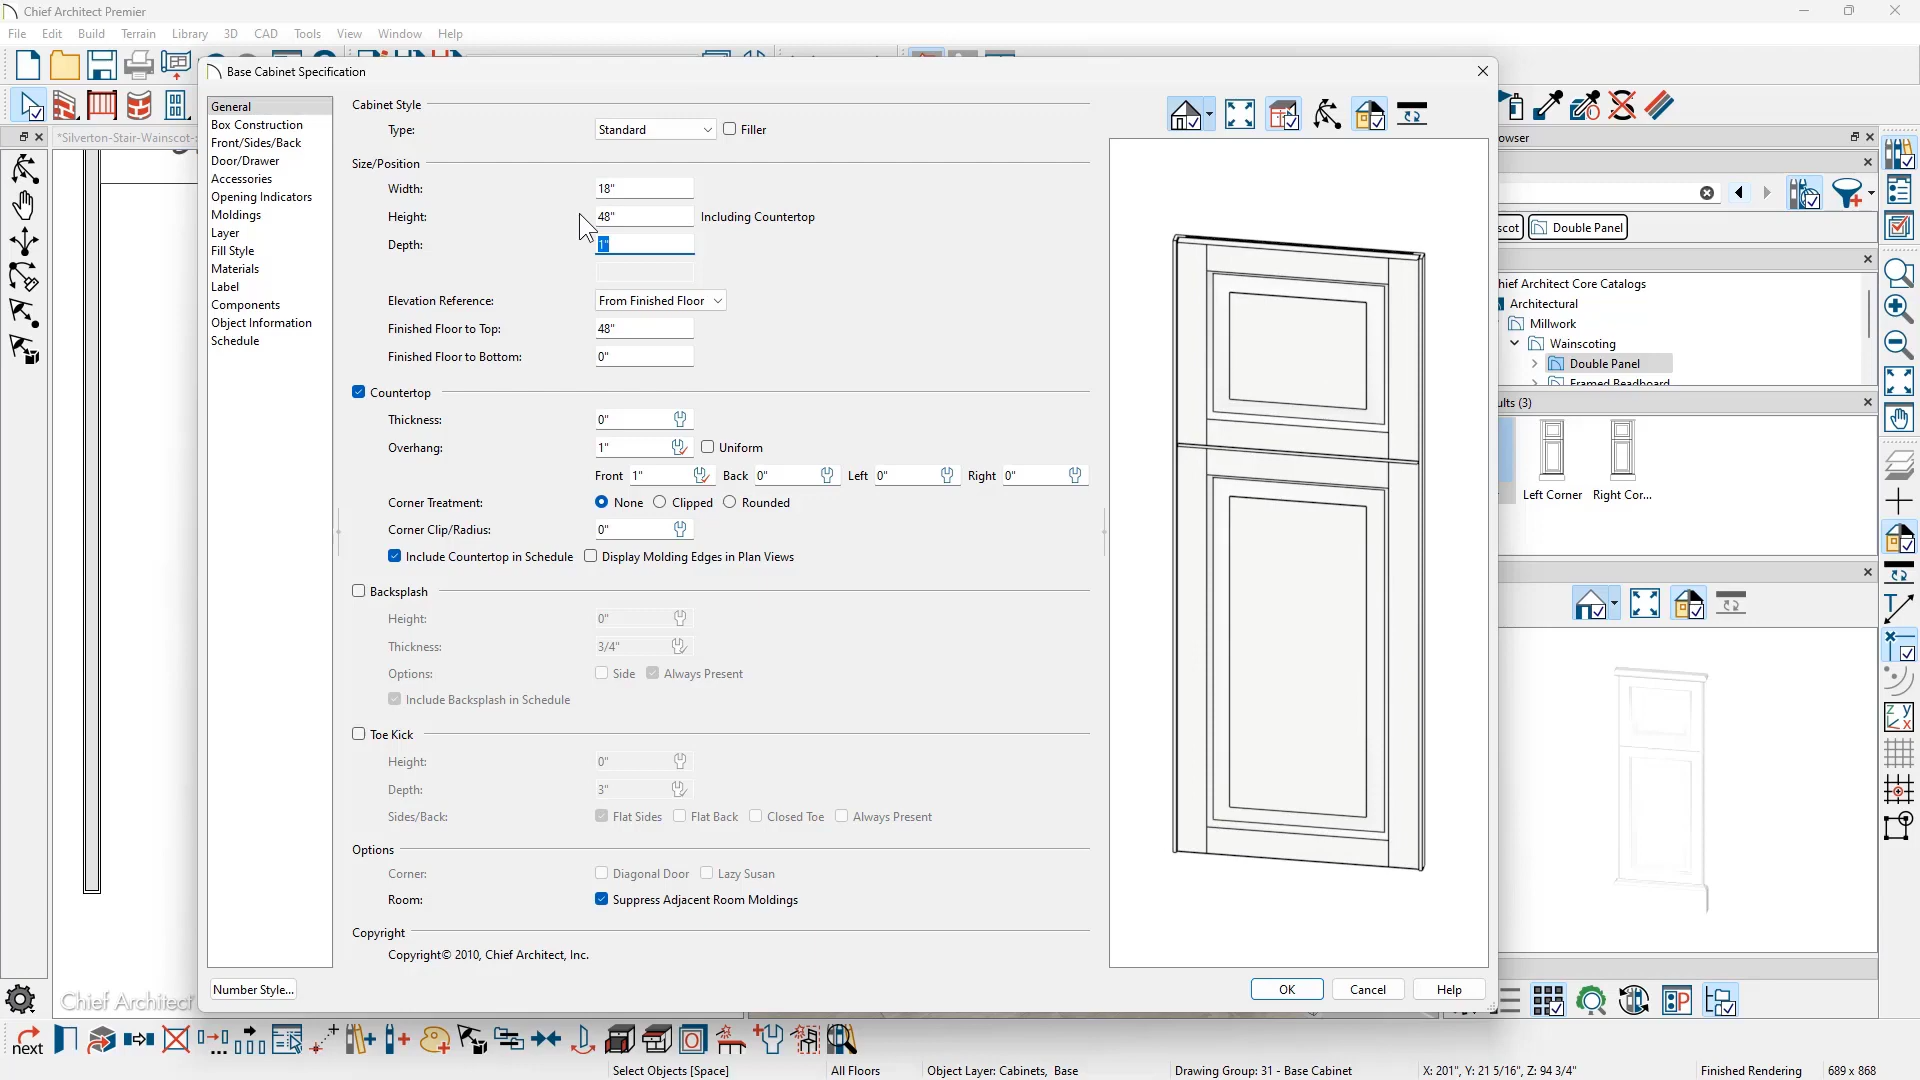 Chief Architect Premier
File Edit Build Terrain Library 3D CAD Tools View Window Help
Base Cabinet Specification
*Silverton-Stair-Wainscot-
General
Box Construction
Front/Sides/Back
Door/Drawer
Accessories
Opening Indicators
Moldings
Layer
Fill Style
Materials
Label
Components
Object Information
Schedule
Cabinet Style
Type: Standard Filler
Size/Position
Width: 18"
Height: 48" Including Countertop
Depth: 1"
Elevation Reference: From Finished Floor
Finished Floor to Top: 48"
Finished Floor to Bottom: 0"
Countertop
Thickness: 0"
Overhang: 1" Uniform
Front 1" Back 0" Left 0" Right 0"
Corner Treatment: None Clipped Rounded
Corner Clip/Radius: 0"
Include Countertop in Schedule Display Molding Edges in Plan Views
Backsplash
Height: 0"
Thickness: 3/4"
Options: Side Always Present
Include Backsplash in Schedule
Toe Kick
Height: 0"
Depth: 3"
Sides/Back: Flat Sides Flat Back Closed Toe Always Present
Options
Corner: Diagonal Door Lazy Susan
Room: Suppress Adjacent Room Moldings
Copyright
Copyright© 2010, Chief Architect, Inc.
Number Style... OK Cancel Help
owser
scot Double Panel
hief Architect Core Catalogs
Architectural
Millwork
Wainscoting
Double Panel
Framed Beadboard
ults (3)
Left Corner Right Cor...
Chief Architect
next
Select Objects [Space] All Floors Object Layer: Cabinets, Base Drawing Group: 31 - Base Cabinet X: 201", Y: 21 5/16", Z: 94 3/4" Finished Rendering 689 x 868